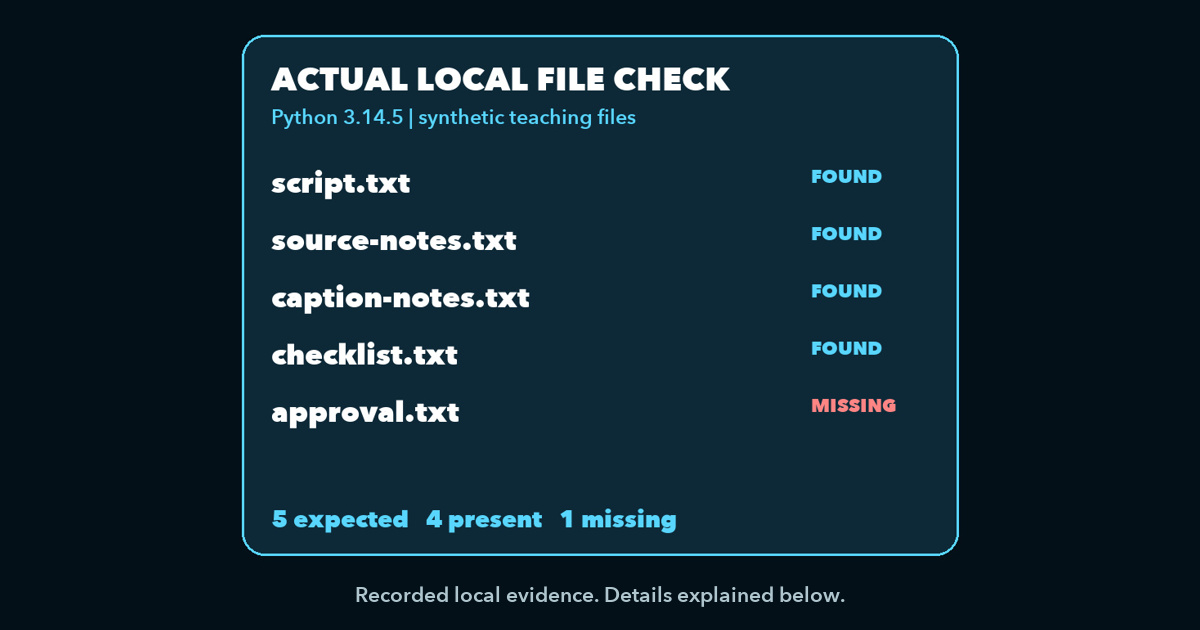 ACTUAL LOCAL FILE CHECK
Python 3.14.5 | synthetic teaching files
script.txt FOUND
source-notes.txt FOUND
caption-notes.txt FOUND
checklist.txt FOUND
approval.txt MISSING
5 expected 4 present 1 missing
Recorded local evidence. Details explained below.